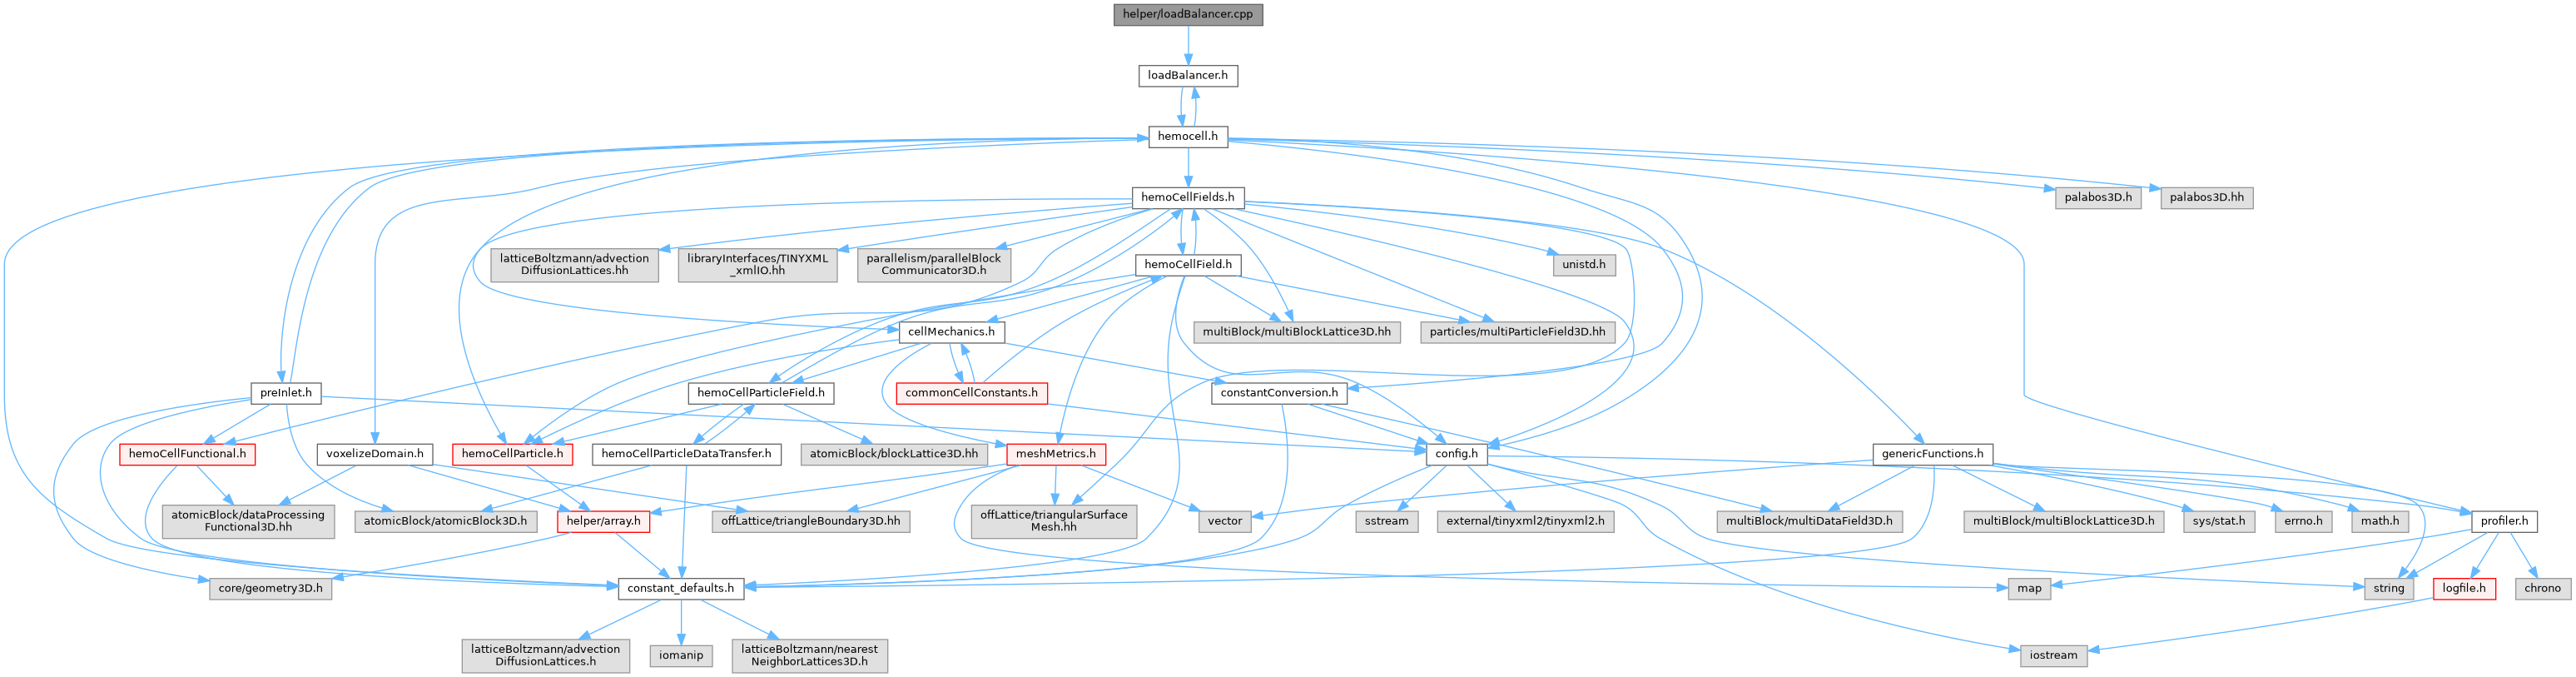 helper/loadBalancer.cpp
loadBalancer.h
hemocell.h
hemoCellFields.h
palabos3D.h
palabos3D.hh
latticeBoltzmann/advection
DiffusionLattices.hh
libraryInterfaces/TINYXML
_xmlIO.hh
parallelism/parallelBlock
Communicator3D.h
hemoCellField.h
unistd.h
cellMechanics.h
multiBlock/multiBlockLattice3D.hh
particles/multiParticleField3D.hh
preInlet.h
hemoCellParticleField.h
commonCellConstants.h
constantConversion.h
hemoCellFunctional.h
voxelizeDomain.h
hemoCellParticle.h
hemoCellParticleDataTransfer.h
atomicBlock/blockLattice3D.hh
meshMetrics.h
config.h
genericFunctions.h
atomicBlock/dataProcessing
Functional3D.hh
atomicBlock/atomicBlock3D.h
helper/array.h
offLattice/triangleBoundary3D.hh
offLattice/triangularSurface
Mesh.hh
vector
sstream
external/tinyxml2/tinyxml2.h
multiBlock/multiDataField3D.h
multiBlock/multiBlockLattice3D.h
sys/stat.h
errno.h
math.h
profiler.h
core/geometry3D.h
constant_defaults.h
map
string
logfile.h
chrono
latticeBoltzmann/advection
DiffusionLattices.h
iomanip
latticeBoltzmann/nearest
NeighborLattices3D.h
iostream